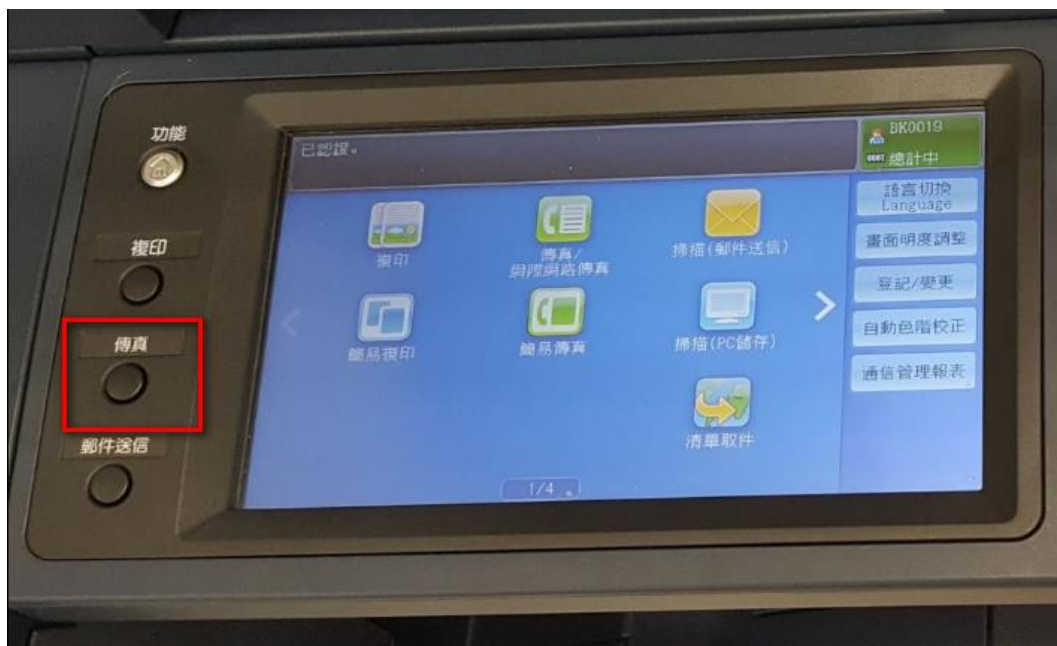 功能
複印
傳真
郵件送信
已認證。
BK0019
總計中
複印
傳真/
網際網路傳真
掃描(郵件送信)
簡易複印
簡易傳真
掃描(PC儲存)
清單取件
1/4
語言切換
Language
畫面明度調整
登記/變更
自動色階校正
通信管理報表